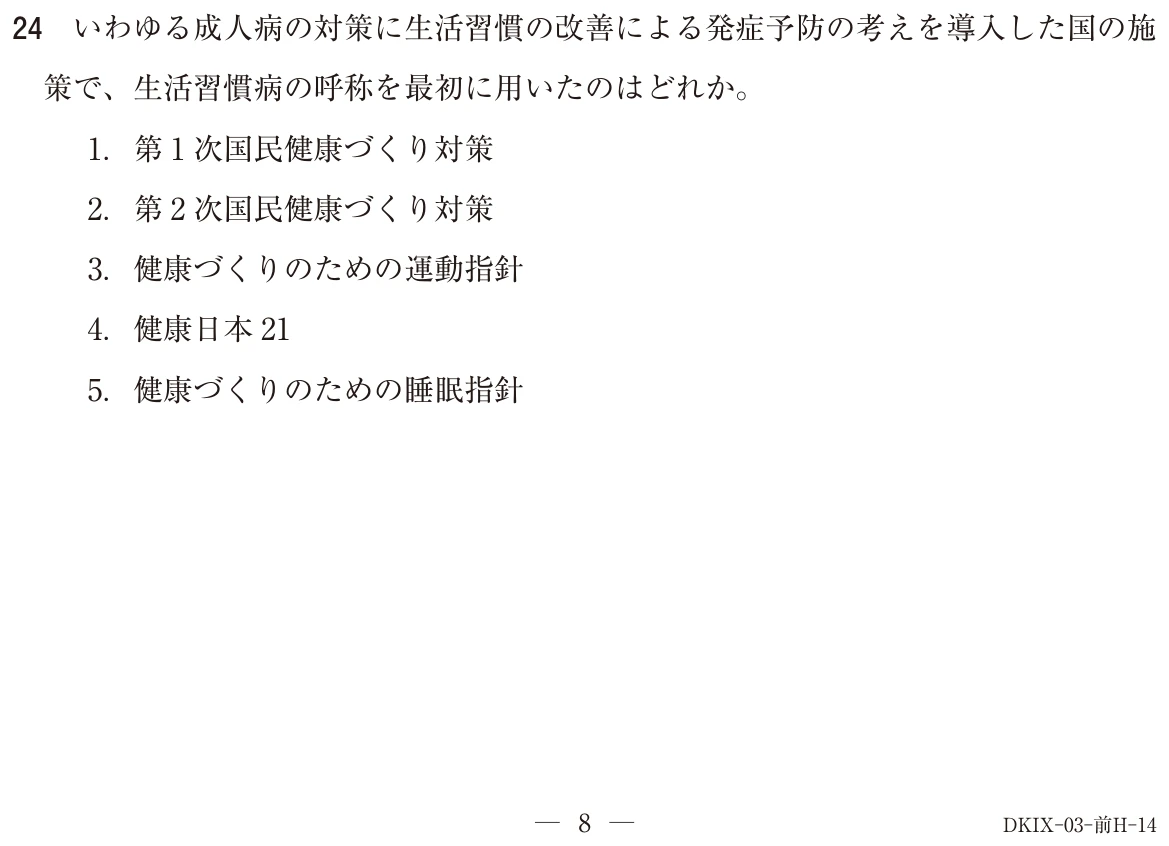 24 いわゆる成人病の対策に生活習慣の改善による発症予防の考えを導入した国の施
策で、生活習慣病の呼称を最初に用いたのはどれか。
1. 第1次国民健康づくり対策
2. 第2次国民健康づくり対策
3. 健康づくりのための運動指針
4. 健康日本21
5. 健康づくりのための睡眠指針
— 8 —
DKIX-03-前H-14